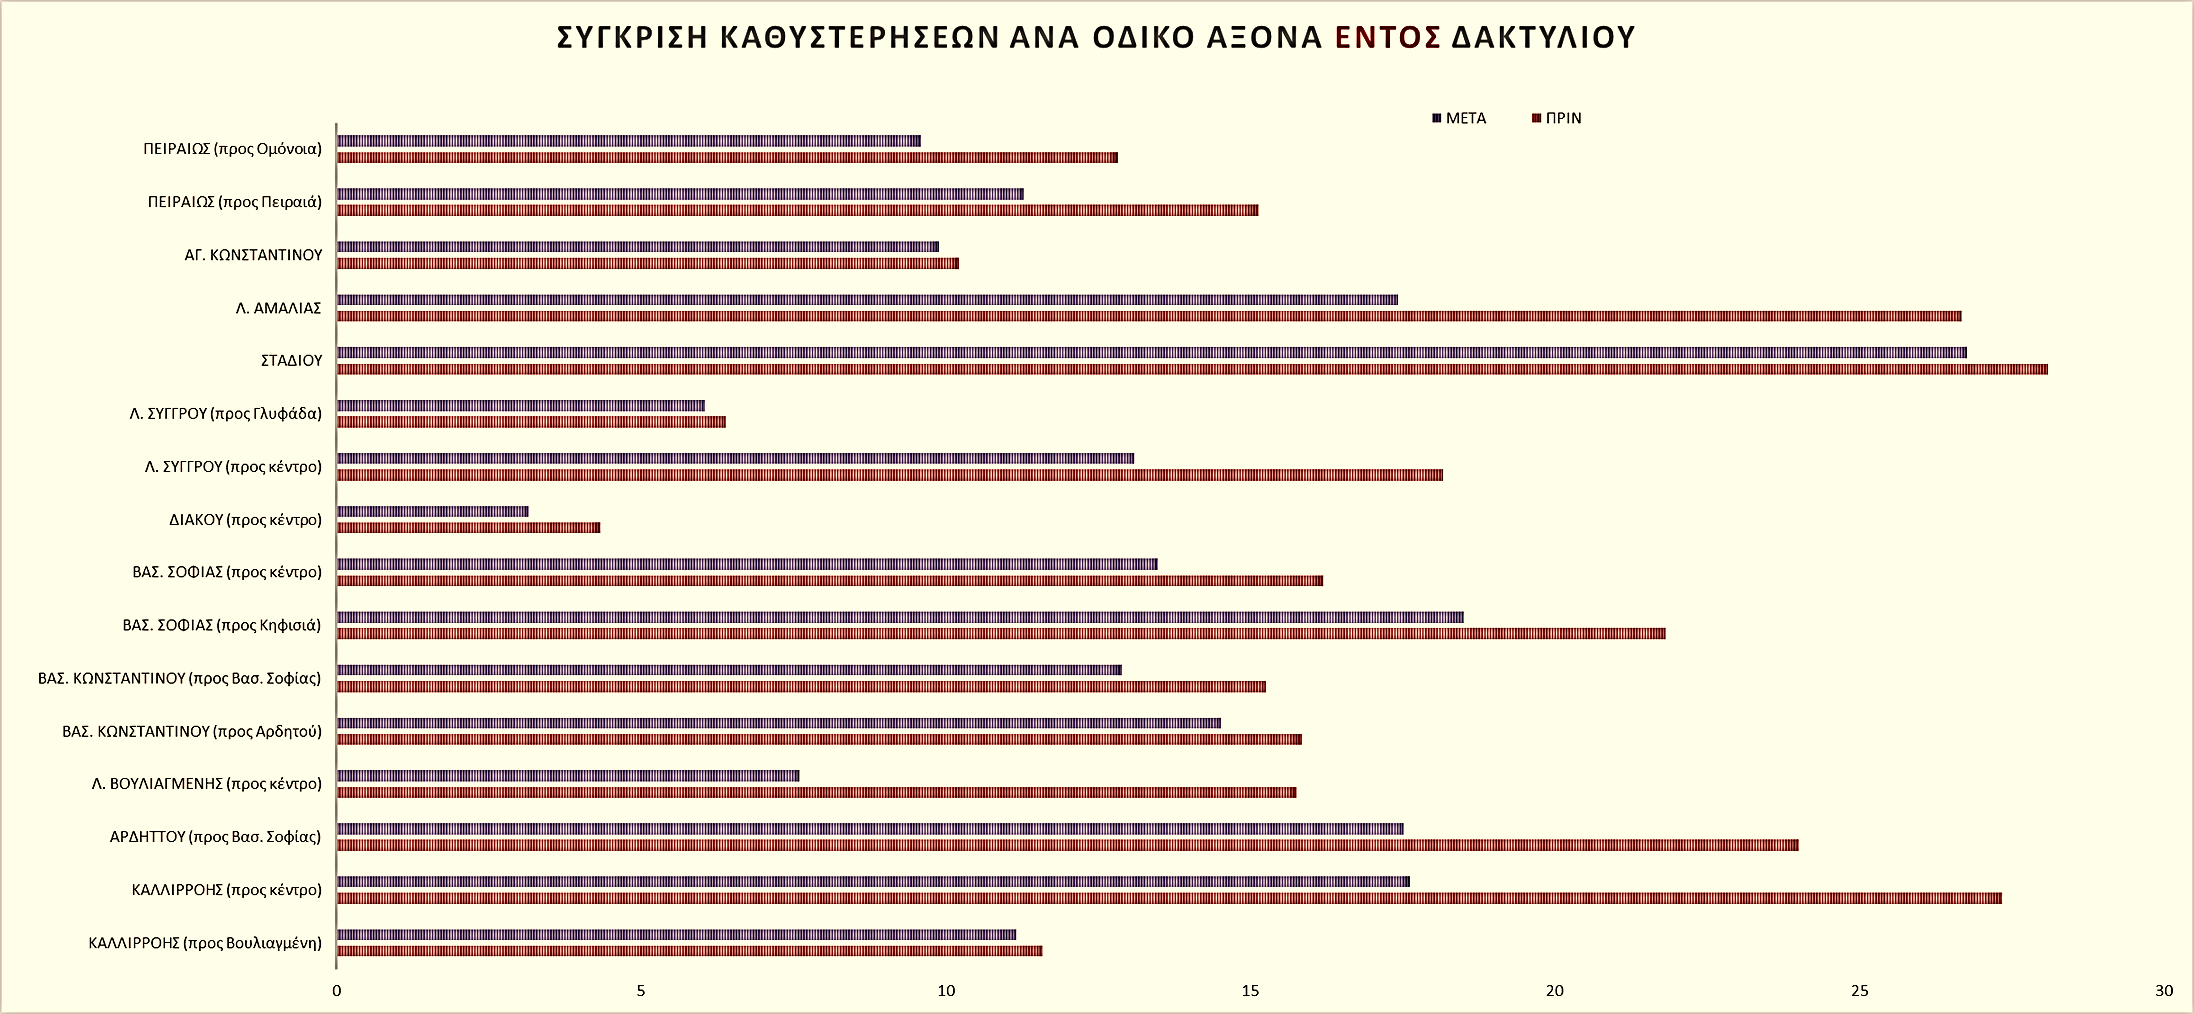 ΣΥΓΚΡΙΣΗ ΚΑΘΥΣΤΕΡΗΣΕΩΝ ΑΝΑ ΟΔΙΚΟ ΑΞΟΝΑ ΕΝΤΟΣ ΔΑΚΤΥΛΙΟΥ
ΜΕΤΑ ΠΡΙΝ
ΠΕΙΡΑΙΩΣ (προς Ομόνοια)
ΠΕΙΡΑΙΩΣ (προς Πειραιά)
ΑΓ. ΚΩΝΣΤΑΝΤΙΝΟΥ
Λ. ΑΜΑΛΙΑΣ
ΣΤΑΔΙΟΥ
Λ. ΣΥΓΓΡΟΥ (προς Γλυφάδα)
Λ. ΣΥΓΓΡΟΥ (προς κέντρο)
ΔΙΑΚΟΥ (προς κέντρο)
ΒΑΣ. ΣΟΦΙΑΣ (προς κέντρο)
ΒΑΣ. ΣΟΦΙΑΣ (προς Κηφισιά)
ΒΑΣ. ΚΩΝΣΤΑΝΤΙΝΟΥ (προς Βασ. Σοφίας)
ΒΑΣ. ΚΩΝΣΤΑΝΤΙΝΟΥ (προς Αρδητού)
Λ. ΒΟΥΛΙΑΓΜΕΝΗΣ (προς κέντρο)
ΑΡΔΗΤΤΟΥ (προς Βασ. Σοφίας)
ΚΑΛΛΙΡΡΟΗΣ (προς κέντρο)
ΚΑΛΛΙΡΡΟΗΣ (προς Βουλιαγμένη)
0 5 10 15 20 25 30